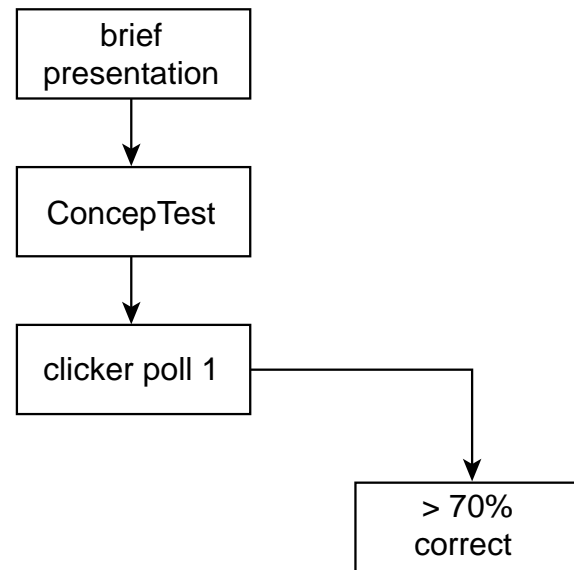 brief
presentation
ConcepTest
clicker poll 1
> 70%
correct